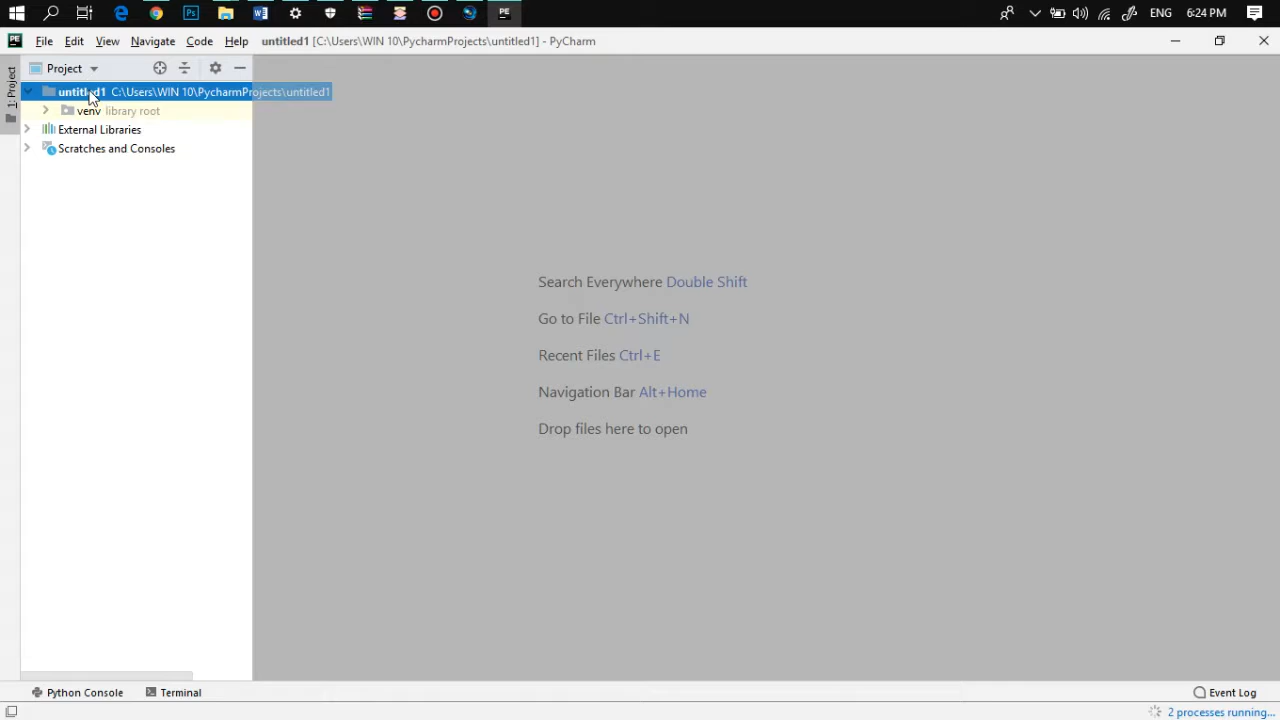 ENG 6:24 PM
File Edit View Navigate Code Help untitled1 [C:\Users\WIN 10\PycharmProjects\untitled1] - PyCharm
Project
1: Project
untitled1 C:\Users\WIN 10\PycharmProjects\untitled1
venv library root
External Libraries
Scratches and Consoles
Search Everywhere Double Shift
Go to File Ctrl+Shift+N
Recent Files Ctrl+E
Navigation Bar Alt+Home
Drop files here to open
Python Console Terminal Event Log
2 processes running...